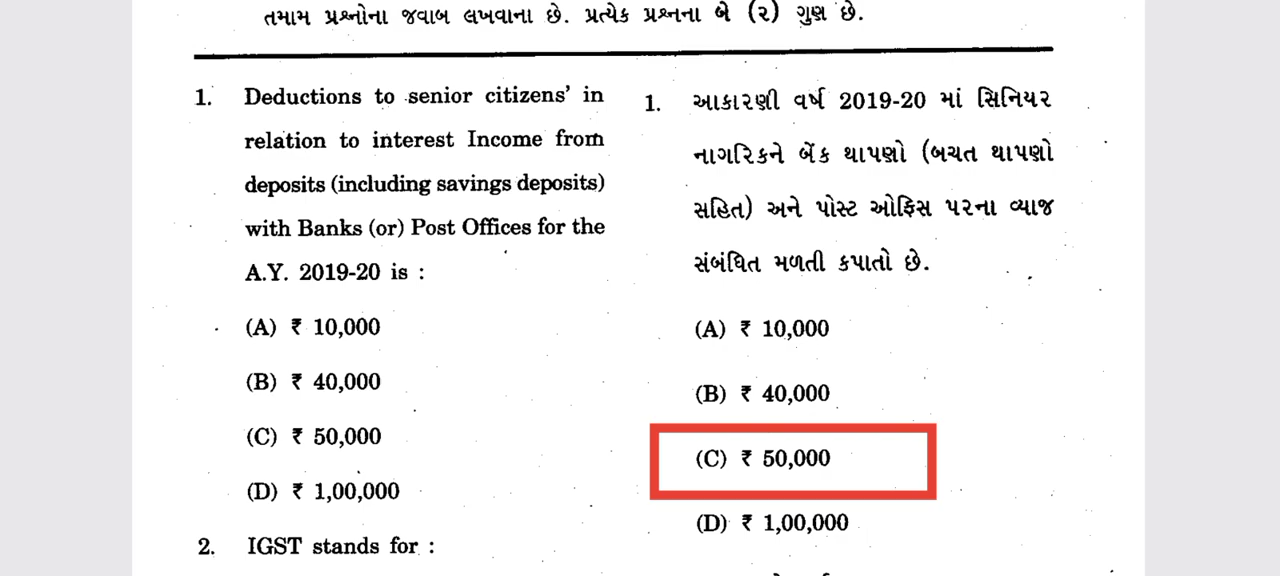 તમામ પ્રશ્નોના જવાબ લખવાના છે. પ્રત્યેક પ્રશ્નના બે (૨) ગુણ છે.
1. Deductions to senior citizens' in
relation to interest Income from
deposits (including savings deposits)
with Banks (or) Post Offices for the
A.Y. 2019-20 is :
(A) ₹ 10,000
(B) ₹ 40,000
(C) ₹ 50,000
(D) ₹ 1,00,000
2. IGST stands for :
1. આકારણી વર્ષ 2019-20 માં સિનિયર
નાગરિકને બેંક થાપણો (બચત થાપણો
સહિત) અને પોસ્ટ ઓફિસ પરના વ્યાજ
સંબંધિત મળતી કપાતો છે.
(A) ₹ 10,000
(B) ₹ 40,000
(C) ₹ 50,000
(D) ₹ 1,00,000